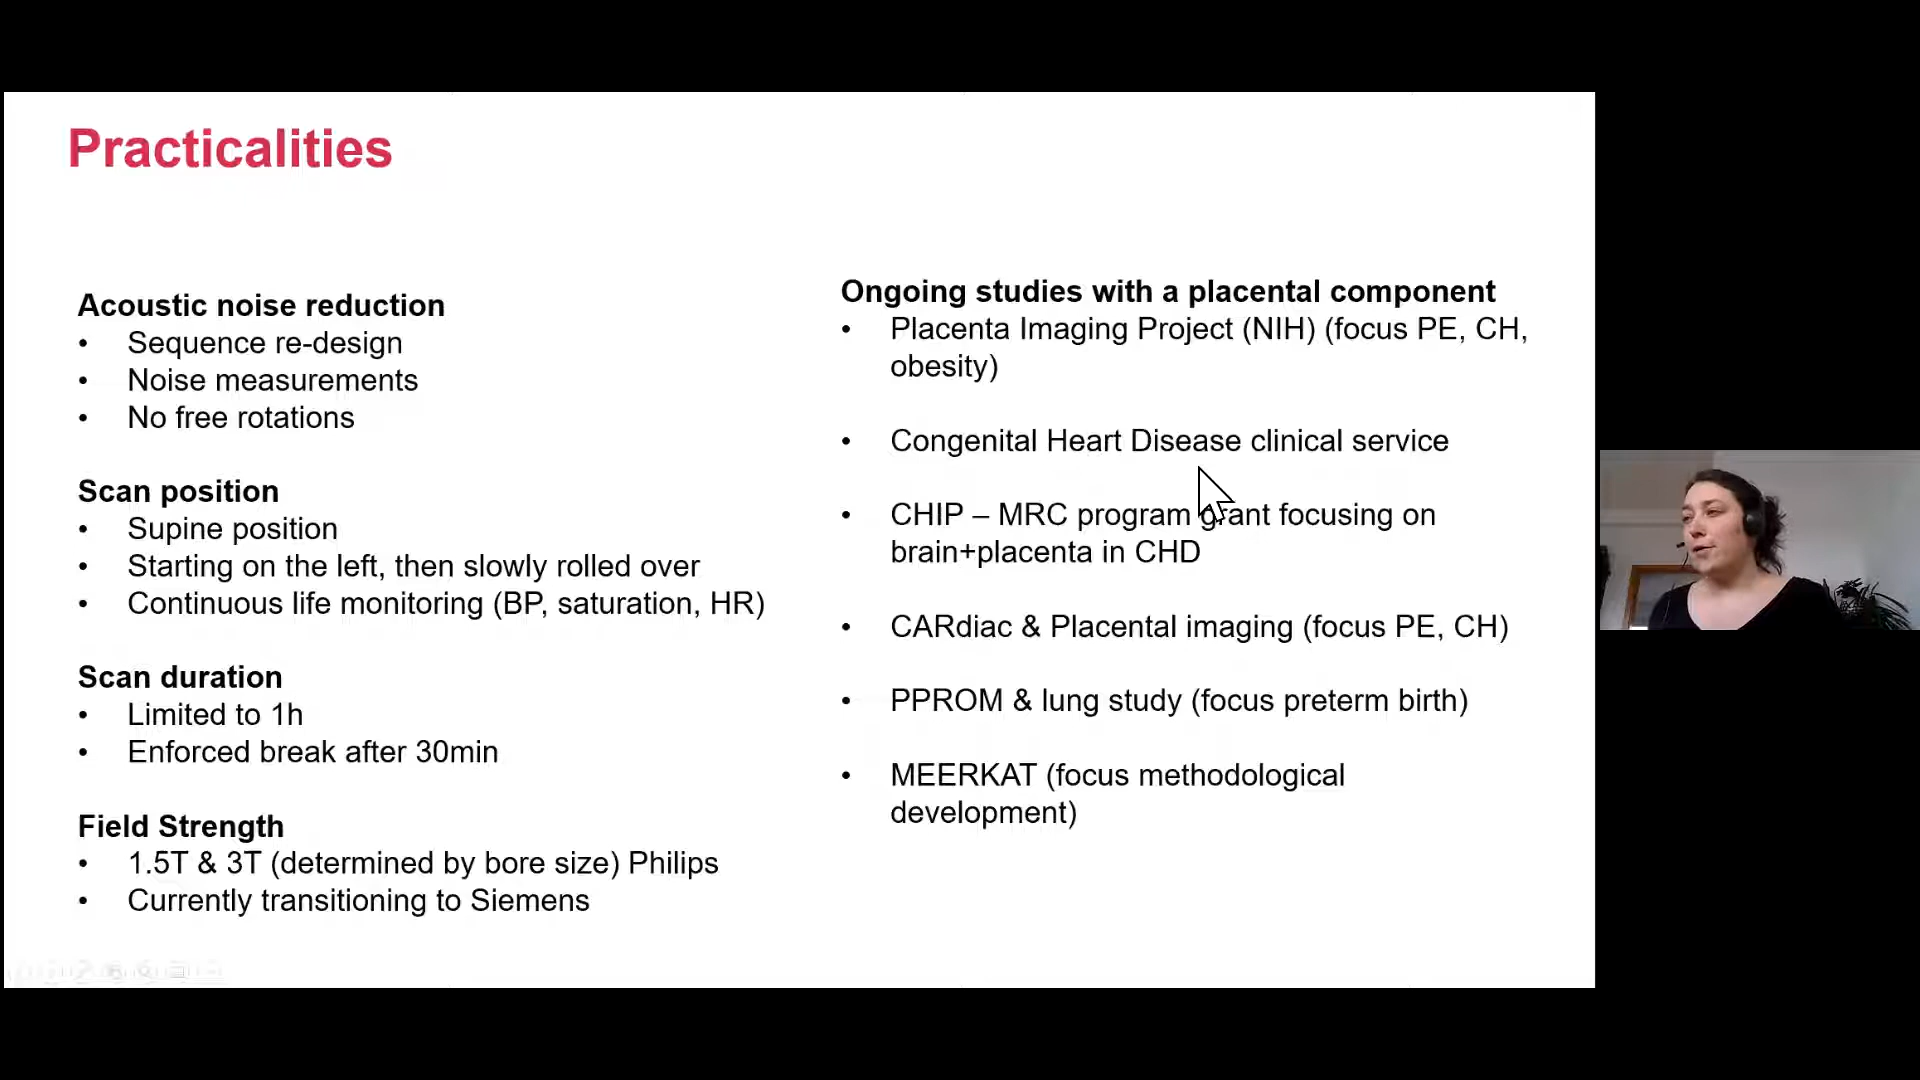 Practicalities
Acoustic noise reduction
• Sequence re-design
• Noise measurements
• No free rotations
Scan position
• Supine position
• Starting on the left, then slowly rolled over
• Continuous life monitoring (BP, saturation, HR)
Scan duration
• Limited to 1h
• Enforced break after 30min
Field Strength
• 1.5T & 3T (determined by bore size) Philips
• Currently transitioning to Siemens
Ongoing studies with a placental component
• Placenta Imaging Project (NIH) (focus PE, CH,
obesity)
• Congenital Heart Disease clinical service
• CHIP – MRC program grant focusing on
brain+placenta in CHD
• CARdiac & Placental imaging (focus PE, CH)
• PPROM & lung study (focus preterm birth)
• MEERKAT (focus methodological
development)